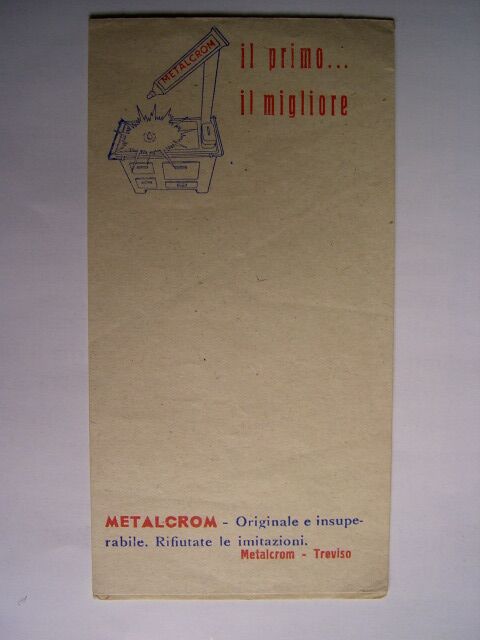 METALCROM
il primo...
il migliore
METALCROM - Originale e insupe-
rabile. Rifiutate le imitazioni.
Metalcrom - Treviso